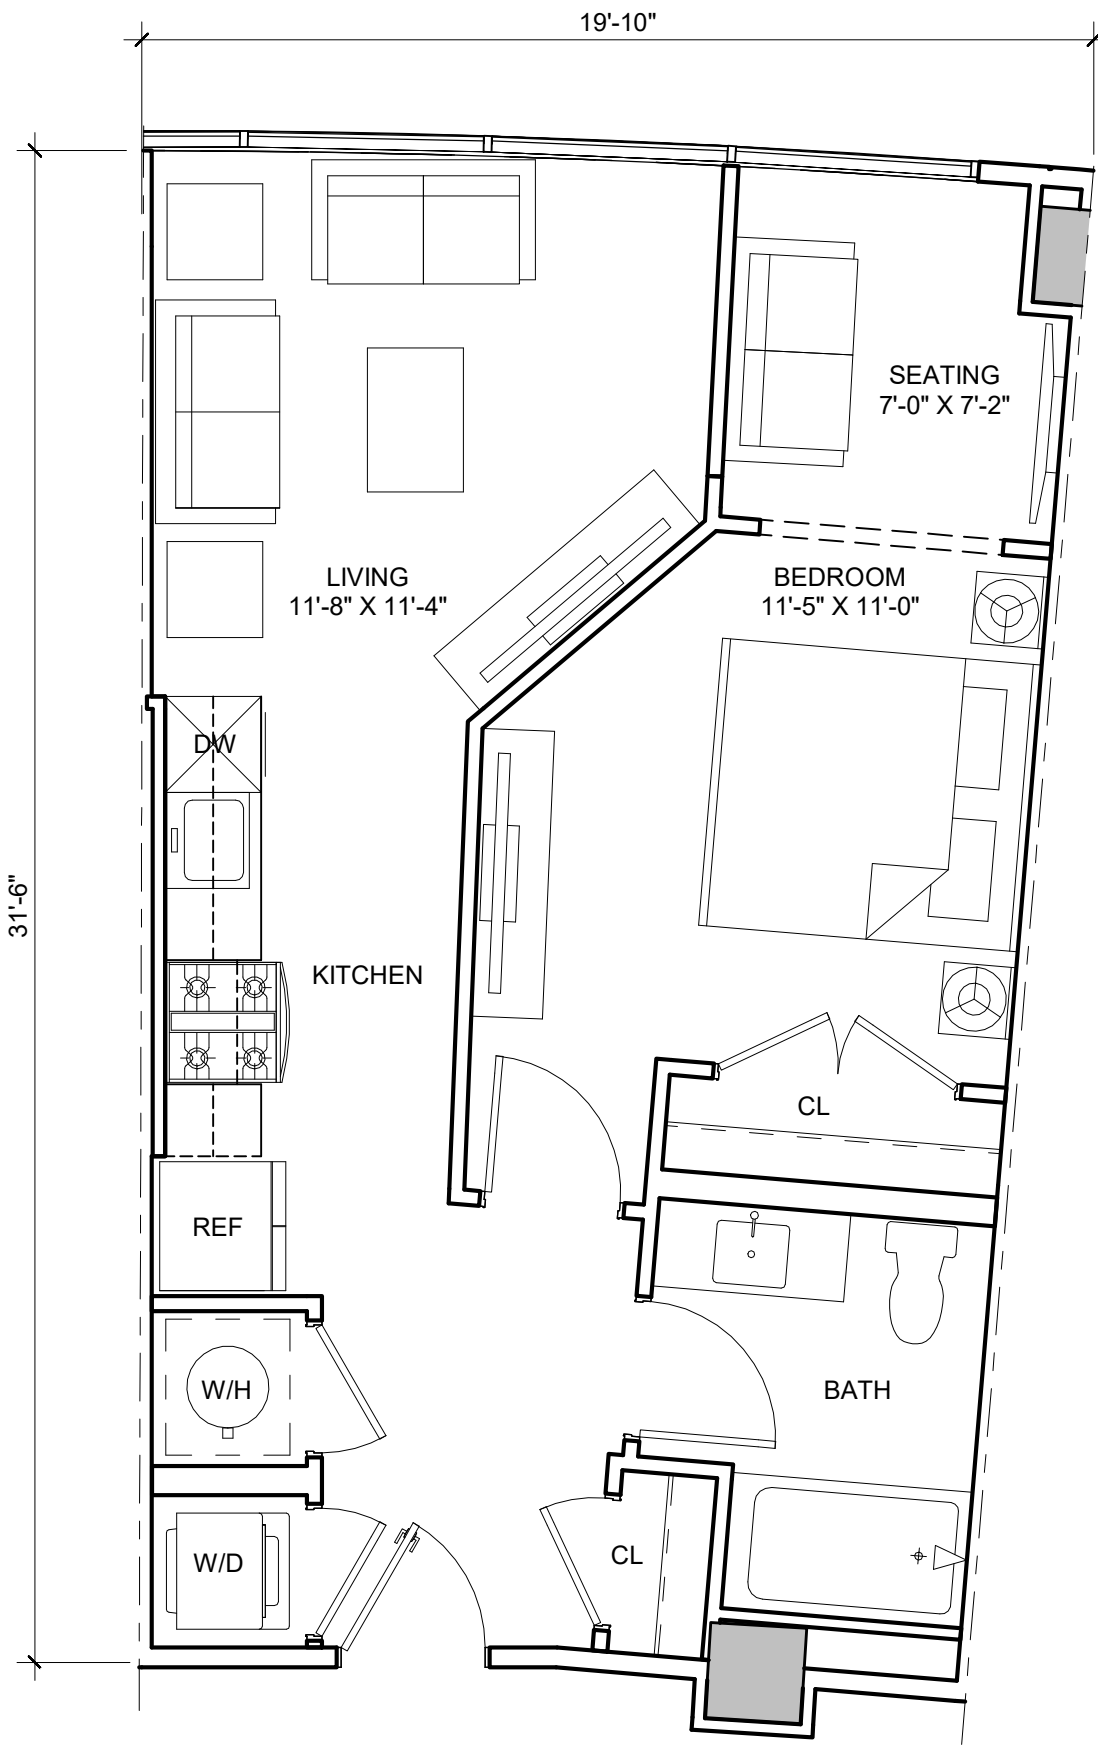 19'-10"
31'-6"
SEATING
7'-0" X 7'-2"
LIVING
11'-8" X 11'-4"
BEDROOM
11'-5" X 11'-0"
DW
KITCHEN
CL
REF
W/H
BATH
W/D
CL